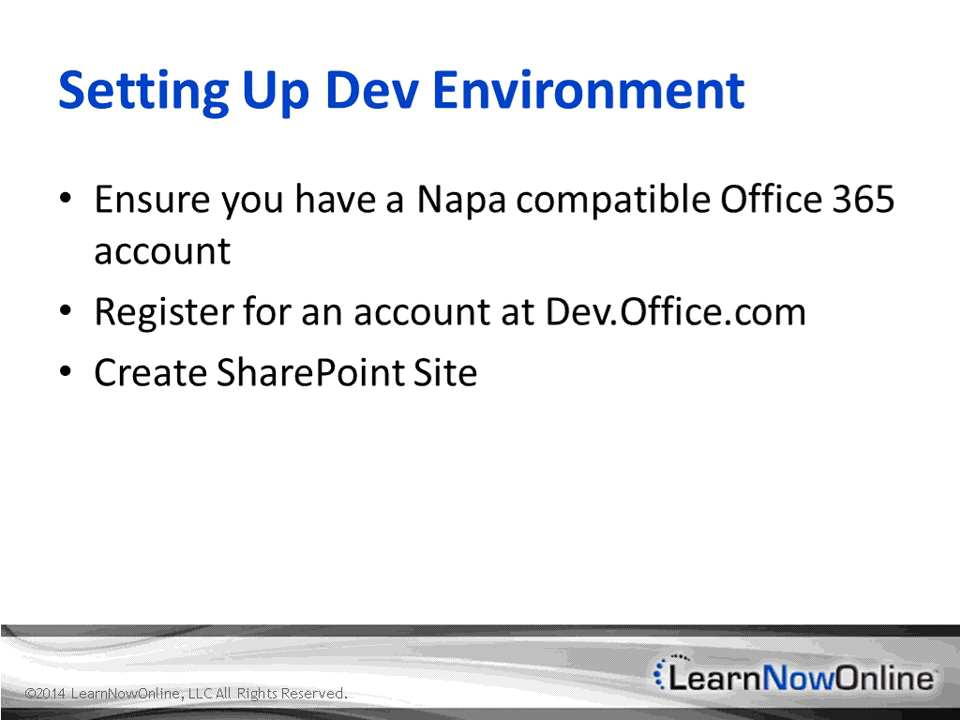 Setting Up Dev Environment
• Ensure you have a Napa compatible Office 365
account
• Register for an account at Dev.Office.com
• Create SharePoint Site
©2014 LearnNowOnline, LLC All Rights Reserved.
LearnNowOnline